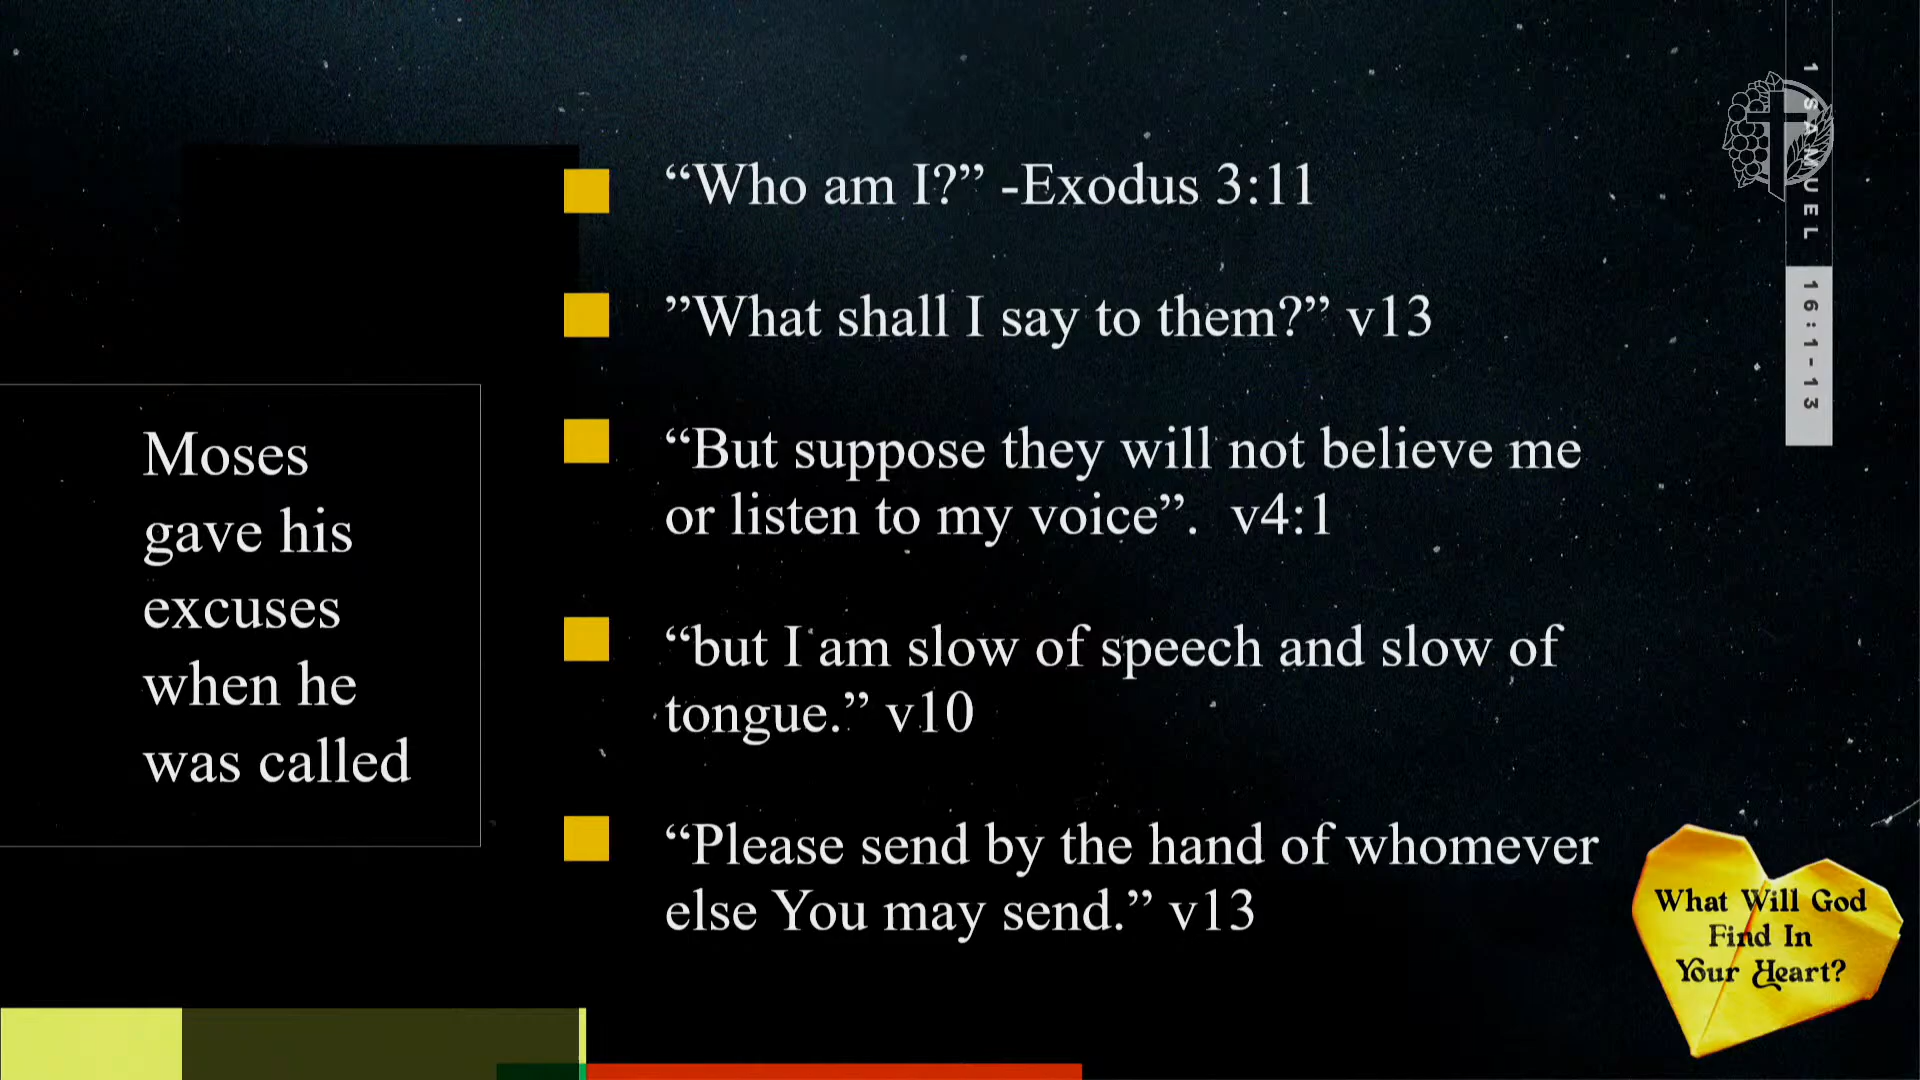 Moses
gave his
excuses
when he
was called
“Who am I?” -Exodus 3:11
”What shall I say to them?” v13
“But suppose they will not believe me
or listen to my voice”.  v4:1
“but I am slow of speech and slow of
tongue.” v10
“Please send by the hand of whomever
else You may send.” v13
1 SAMUEL 16:1-13
What Will God
Find In
Your Heart?